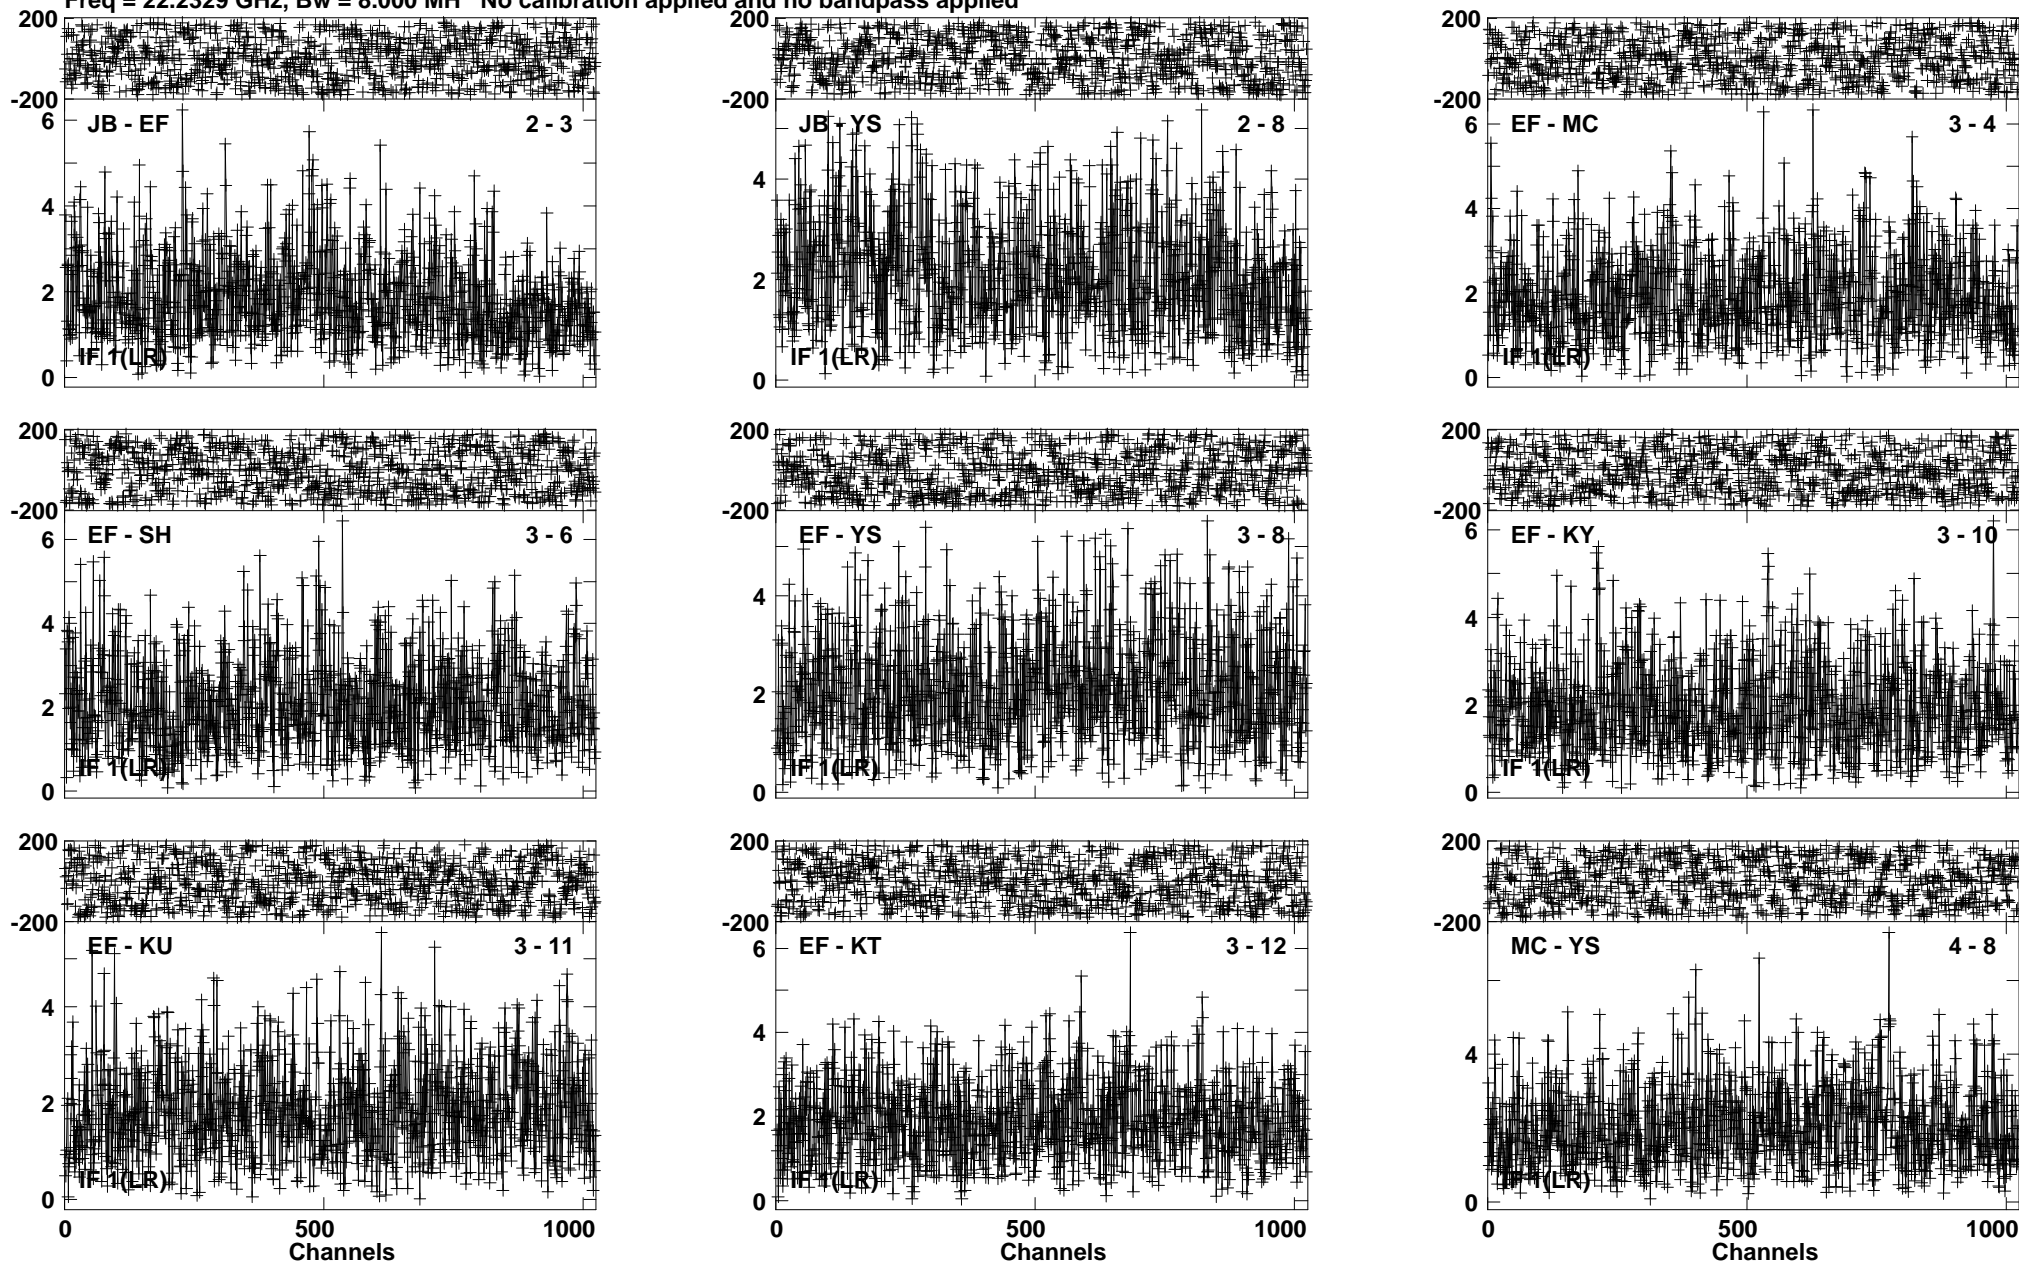 Freq = 22.2329 GHz, Bw = 8.000 MH No calibration applied and no bandpass applied
200
-200
6
4
2
0
JB - EF
2 - 3
IF 1(LR)
200
-200
4
2
0
JB - YS
2 - 8
IF 1(LR)
200
-200
6
4
2
0
EF - MC
3 - 4
IF 1(LR)
200
-200
6
4
2
0
EF - SH
3 - 6
IF 1(LR)
200
-200
4
2
0
EF - YS
3 - 8
IF 1(LR)
200
-200
6
4
2
0
EF - KY
3 - 10
IF 1(LR)
200
-200
4
2
0
EF - KU
3 - 11
IF 1(LR)
0 500 1000
Channels
200
-200
6
4
2
0
EF - KT
3 - 12
IF 1(LR)
0 500 1000
Channels
200
-200
4
0
MC - YS
4 - 8
IF 1(LR)
0 500 1000
Channels